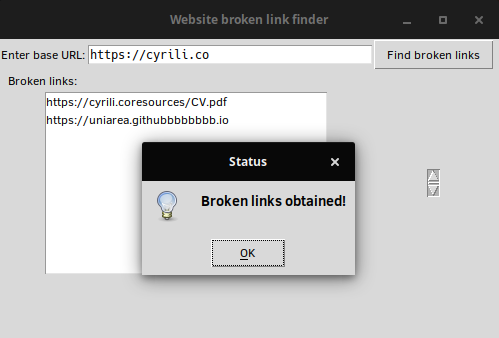 Website broken link finder
Enter base URL: https://cyrili.co Find broken links
Broken links:
https://cyrili.coresources/CV.pdf
https://uniarea.githubbbbbbbb.io
Status
Broken links obtained!
OK